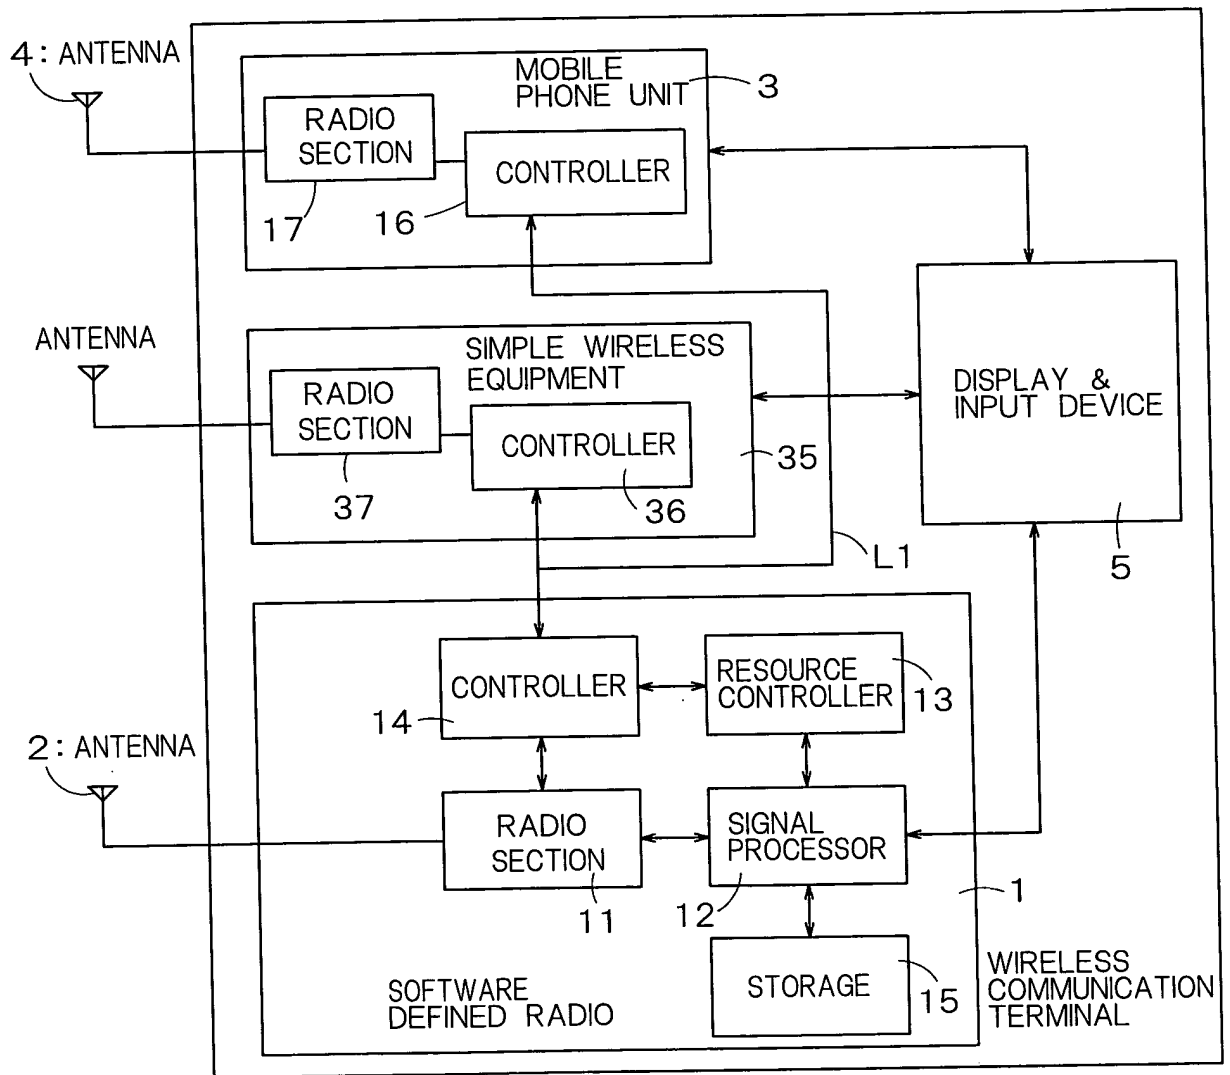 4: ANTENNA
MOBILE
PHONE UNIT
3
RADIO
SECTION
CONTROLLER
17
16
ANTENNA
SIMPLE WIRELESS
EQUIPMENT
RADIO
SECTION
CONTROLLER
35
37
36
DISPLAY &
INPUT DEVICE
5
L1
CONTROLLER
14
RESOURCE
CONTROLLER
13
2: ANTENNA
RADIO
SECTION
11
SIGNAL
PROCESSOR
12
1
STORAGE
15
SOFTWARE
DEFINED RADIO
WIRELESS
COMMUNICATION
TERMINAL